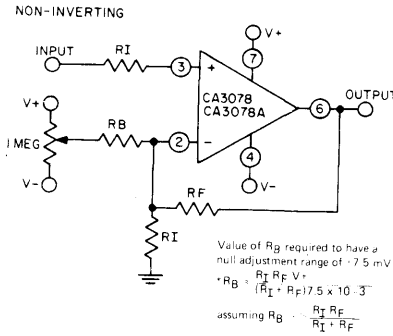 NON-INVERTING
INPUT
RI
3
+
V+
7
CA3078
CA3078A
6
OUTPUT
V+
1 MEG
V-
RB
2
-
4
V-
RF
RI
Value of RB required to have a
null adjustment range of -7.5 mV
RB = RI RF V+
(RI + RF) 7.5 x 10-3
assuming RB RI RF
RI + RF